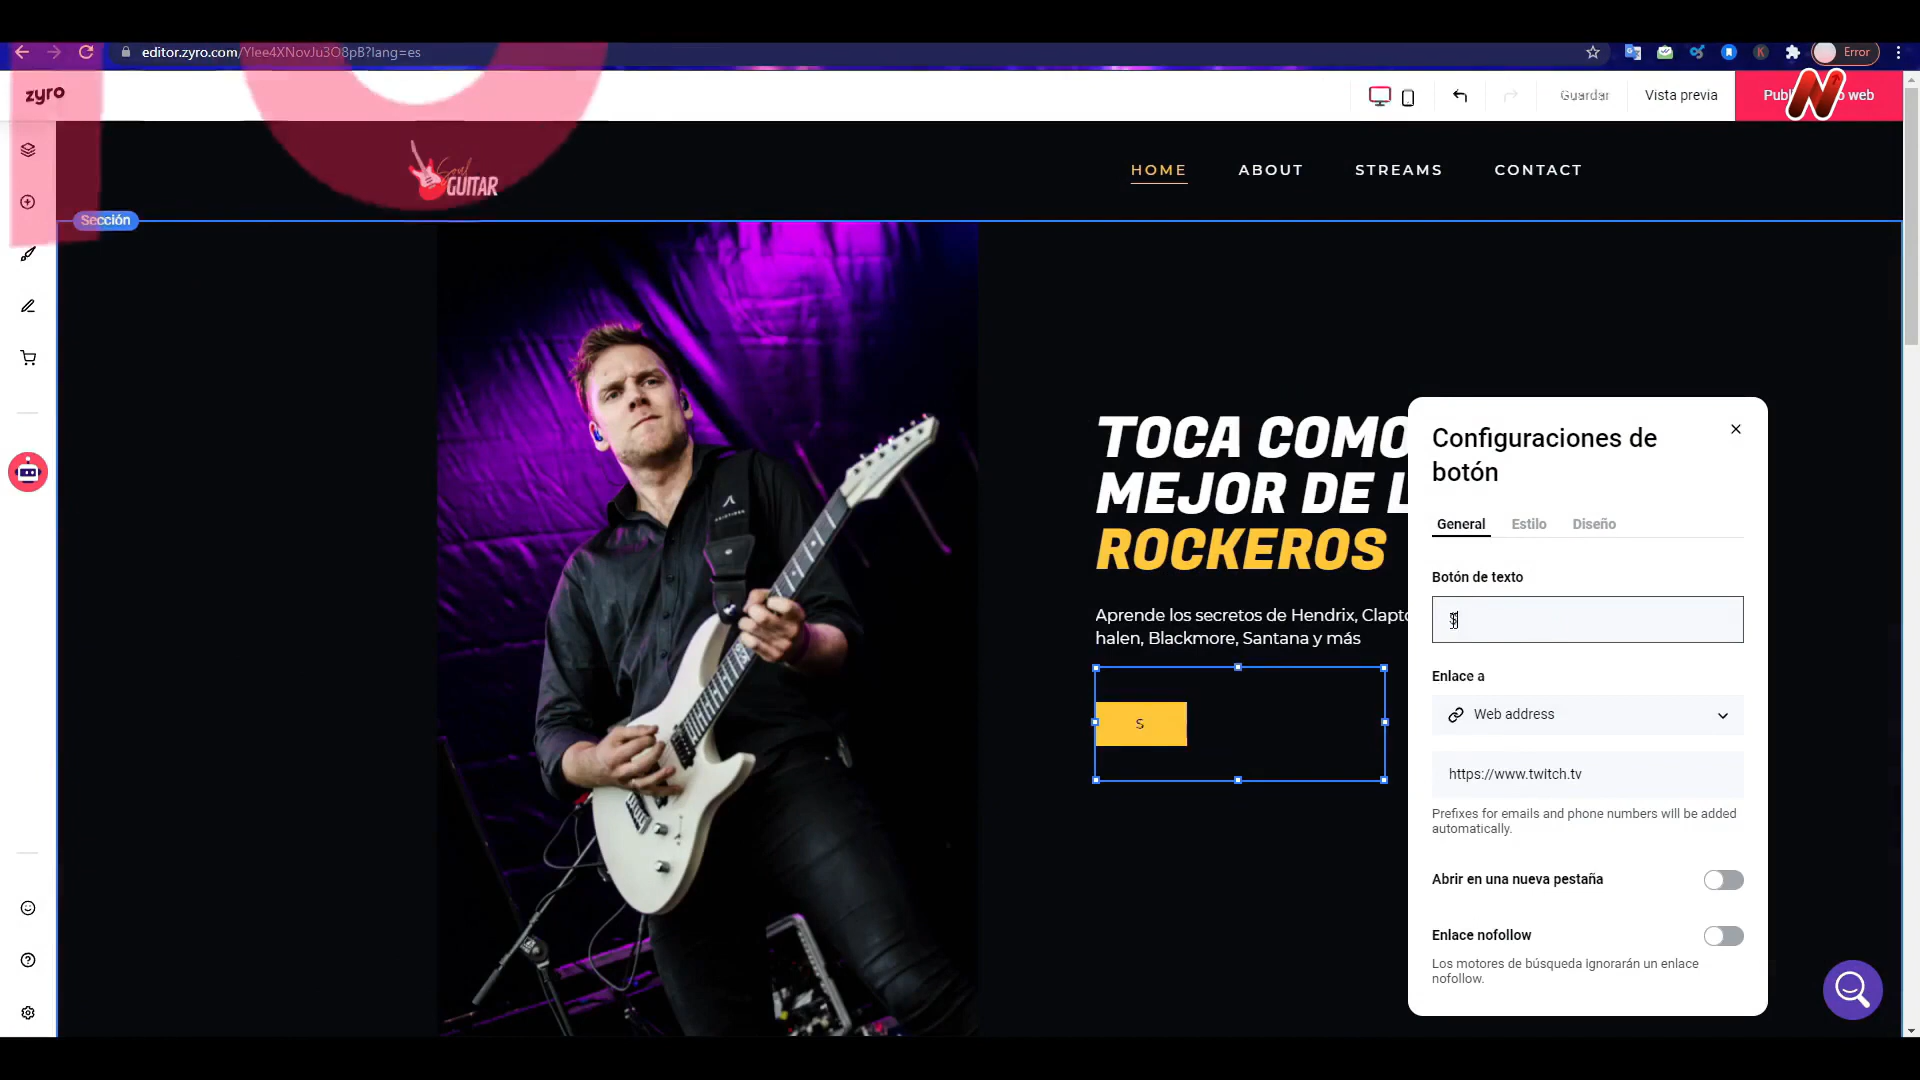 editor.zyro.com/Ylee4XNovJu3O8pB?lang=es
Error
zyro
Guardar
Vista previa
web
Soul
GUITAR
HOME
ABOUT
STREAMS
CONTACT
Sección
TOCA COMO
MEJOR DE L
ROCKEROS
Aprende los secretos de Hendrix, Clapto
halen, Blackmore, Santana y más
S
Configuraciones de
botón
General
Estilo
Diseño
Botón de texto
S
Enlace a
Web address
https://www.twitch.tv
Prefixes for emails and phone numbers will be added
automatically.
Abrir en una nueva pestaña
Enlace nofollow
Los motores de búsqueda ignorarán un enlace
nofollow.